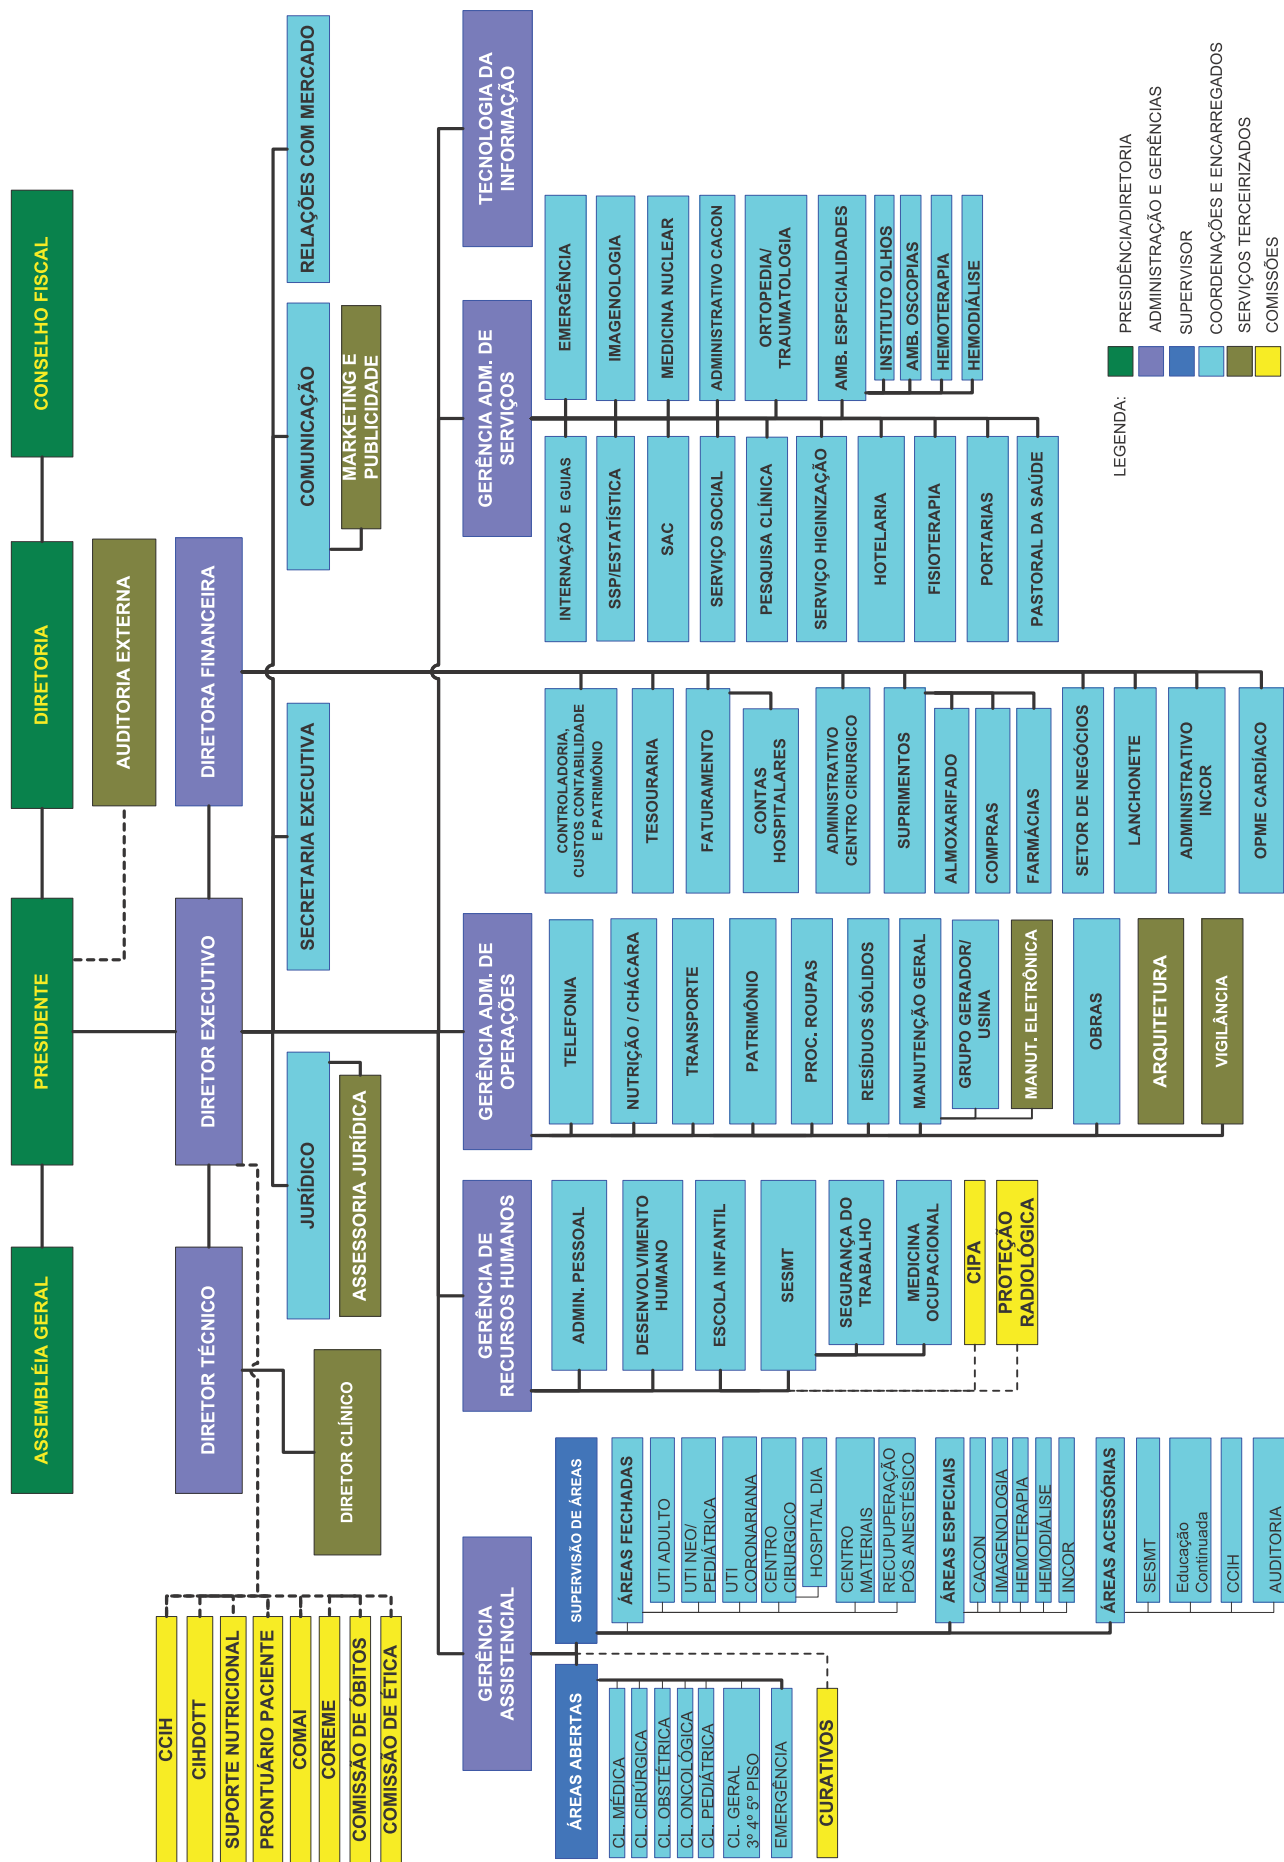 ASSEMBLÉIA GERAL
PRESIDENTE
DIRETORIA
CONSELHO FISCAL
AUDITORIA EXTERNA
DIRETOR TÉCNICO
DIRETOR EXECUTIVO
DIRETORA FINANCEIRA
CCIH
CIHDOTT
SUPORTE NUTRICIONAL
PRONTUÁRIO PACIENTE
COMAI
COREME
COMISSÃO DE ÓBITOS
COMISSÃO DE ÉTICA
DIRETOR CLÍNICO
JURÍDICO
ASSESSORIA JURÍDICA
SECRETARIA EXECUTIVA
COMUNICAÇÃO
MARKETING E
PUBLICIDADE
RELAÇÕES COM MERCADO
GERÊNCIA
ASSISTENCIAL
GERÊNCIA DE
RECURSOS HUMANOS
GERÊNCIA ADM. DE
OPERAÇÕES
GERÊNCIA ADM. DE
SERVIÇOS
TECNOLOGIA DA
INFORMAÇÃO
ÁREAS ABERTAS
CL. MÉDICA
CL. CIRÚRGICA
CL. OBSTÉTRICA
CL. ONCOLÓGICA
CL. PEDIÁTRICA
CL. GERAL
3º 4º 5º PISO
EMERGÊNCIA
CURATIVOS
SUPERVISÃO DE ÁREAS
ÁREAS FECHADAS
UTI ADULTO
UTI NEO/
PEDIÁTRICA
UTI
CORONARIANA
CENTRO
CIRURGICO
HOSPITAL DIA
CENTRO
MATERIAIS
RECUPUPERAÇÃO
PÓS ANESTÉSICO
ÁREAS ESPECIAIS
CACON
IMAGENOLOGIA
HEMOTERAPIA
HEMODIÁLISE
INCOR
ÁREAS ACESSÓRIAS
SESMT
Educação
Continuada
CCIH
AUDITORIA
ADMIN. PESSOAL
DESENVOLVIMENTO
HUMANO
ESCOLA INFANTIL
SESMT
SEGURANÇA DO
TRABALHO
MEDICINA
OCUPACIONAL
CIPA
PROTEÇÃO
RADIOLÓGICA
TELEFONIA
NUTRIÇÃO / CHÁCARA
TRANSPORTE
PATRIMÔNIO
PROC. ROUPAS
RESÍDUOS SÓLIDOS
MANUTENÇÃO GERAL
GRUPO GERADOR/
USINA
MANUT. ELETRÔNICA
OBRAS
ARQUITETURA
VIGILÂNCIA
CONTROLADORIA,
CUSTOS CONTABILIDADE
E PATRIMÔNIO
TESOURARIA
FATURAMENTO
CONTAS
HOSPITALARES
ADMINISTRATIVO
CENTRO CIRURGICO
SUPRIMENTOS
ALMOXARIFADO
COMPRAS
FARMÁCIAS
SETOR DE NEGÓCIOS
LANCHONETE
ADMINISTRATIVO
INCOR
OPME CARDÍACO
INTERNAÇÃO E GUIAS
SSP/ESTATÍSTICA
SAC
SERVIÇO SOCIAL
PESQUISA CLÍNICA
SERVIÇO HIGINIZAÇÃO
HOTELARIA
FISIOTERAPIA
PORTARIAS
PASTORAL DA SAÚDE
EMERGÊNCIA
IMAGENOLOGIA
MEDICINA NUCLEAR
ADMINISTRATIVO CACON
ORTOPEDIA/
TRAUMATOLOGIA
AMB. ESPECIALIDADES
INSTITUTO OLHOS
AMB. OSCOPIAS
HEMOTERAPIA
HEMODIÁLISE
LEGENDA:
PRESIDÊNCIA/DIRETORIA
ADMINISTRAÇÃO E GERÊNCIAS
SUPERVISOR
COORDENAÇÕES E ENCARREGADOS
SERVIÇOS TERCEIRIZADOS
COMISSÕES